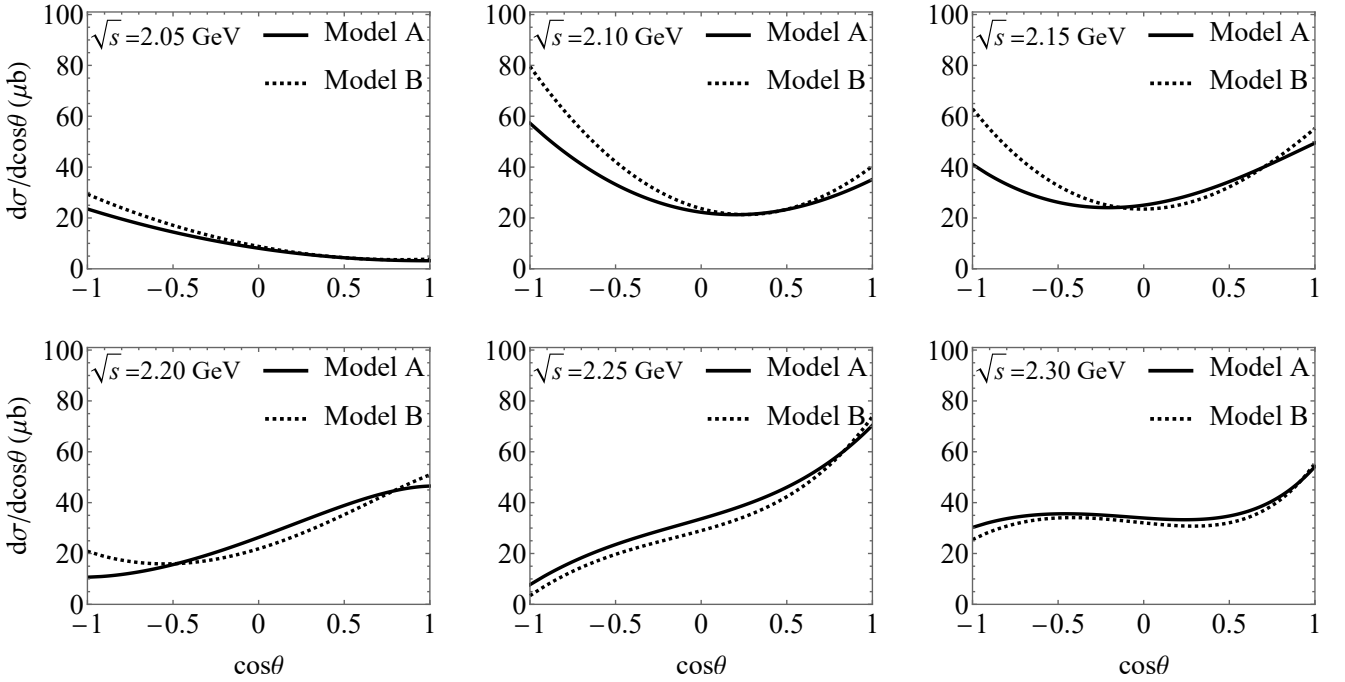 √s =2.05 GeV
Model A
Model B
dσ/dcosθ (μb)
100
80
60
40
20
0
−1 −0.5 0 0.5 1
√s =2.10 GeV
Model A
Model B
100
80
60
40
20
0
−1 −0.5 0 0.5 1
√s =2.15 GeV
Model A
Model B
100
80
60
40
20
0
−1 −0.5 0 0.5 1
√s =2.20 GeV
Model A
Model B
dσ/dcosθ (μb)
100
80
60
40
20
0
−1 −0.5 0 0.5 1
cosθ
√s =2.25 GeV
Model A
Model B
100
80
60
40
20
0
−1 −0.5 0 0.5 1
cosθ
√s =2.30 GeV
Model A
Model B
100
80
60
40
20
0
−1 −0.5 0 0.5 1
cosθ